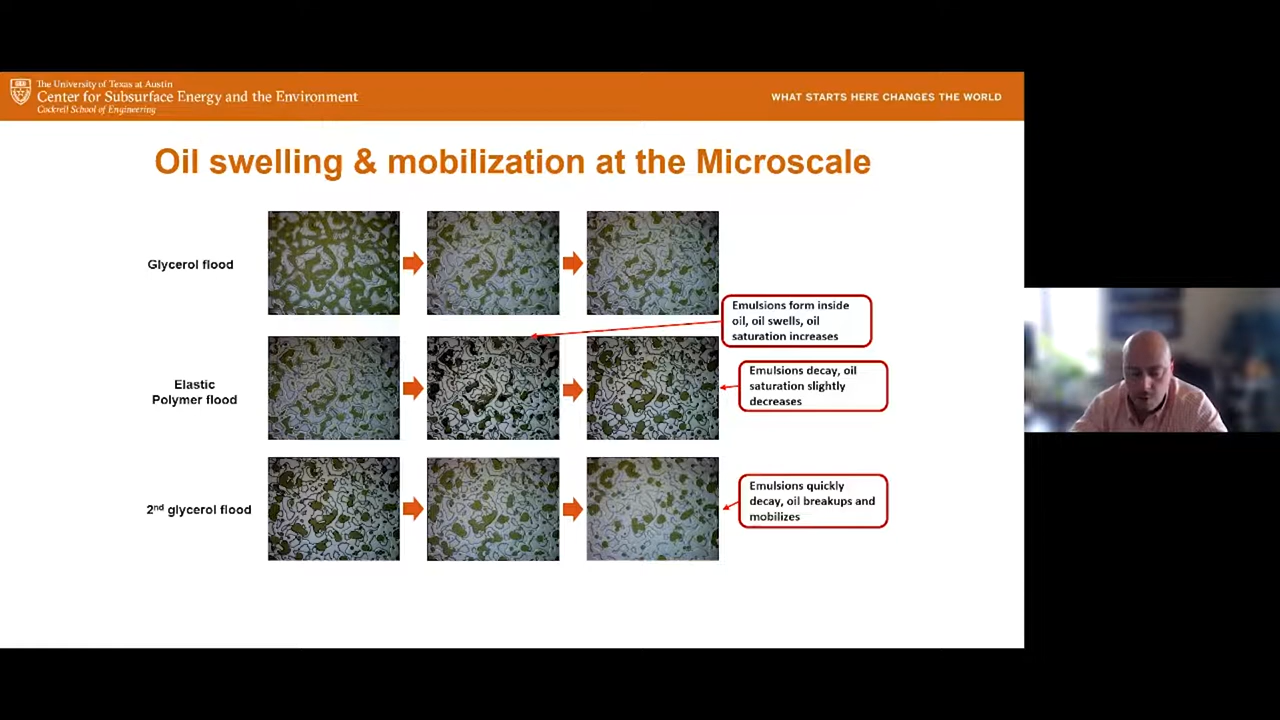 The University of Texas at Austin
Center for Subsurface Energy and the Environment
Cockrell School of Engineering
WHAT STARTS HERE CHANGES THE WORLD
Oil swelling & mobilization at the Microscale
Glycerol flood
Emulsions form inside
oil, oil swells, oil
saturation increases
Elastic
Polymer flood
Emulsions decay, oil
saturation slightly
decreases
2nd glycerol flood
Emulsions quickly
decay, oil breakups and
mobilizes